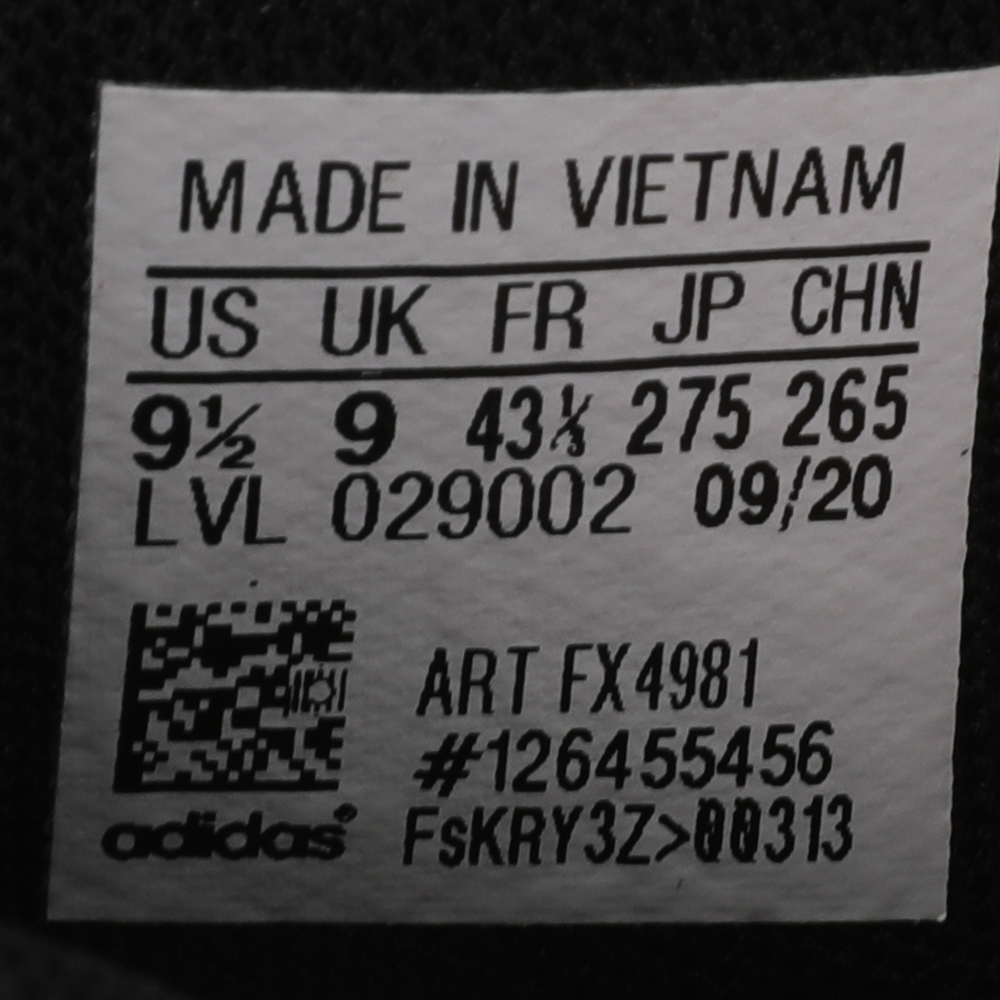 MADE IN VIETNAM
US UK FR JP CHN
9½ 9 43⅓ 275 265
LVL 029002 09/20
ART FX4981
#126455456
adidas®
FsKRY3Z>00313